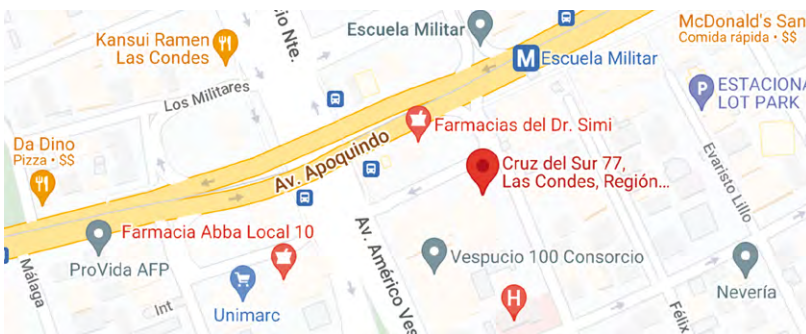 Kansui Ramen
Las Condes
cio Nte.
Escuela Militar
McDonald's San
Comida rápida • $$
M Escuela Militar
Los Militares
P
ESTACIONA
LOT PARK
Farmacias del Dr. Simi
Da Dino
Pizza • $$
Av. Apoquindo
Cruz del Sur 77,
Las Condes, Región...
Evaristo Lillo
Farmacia Abba Local 10
ProVida AFP
Av. Américo Ves
Vespucio 100 Consorcio
Málaga
Int
Unimarc
H
Félix
Nevería